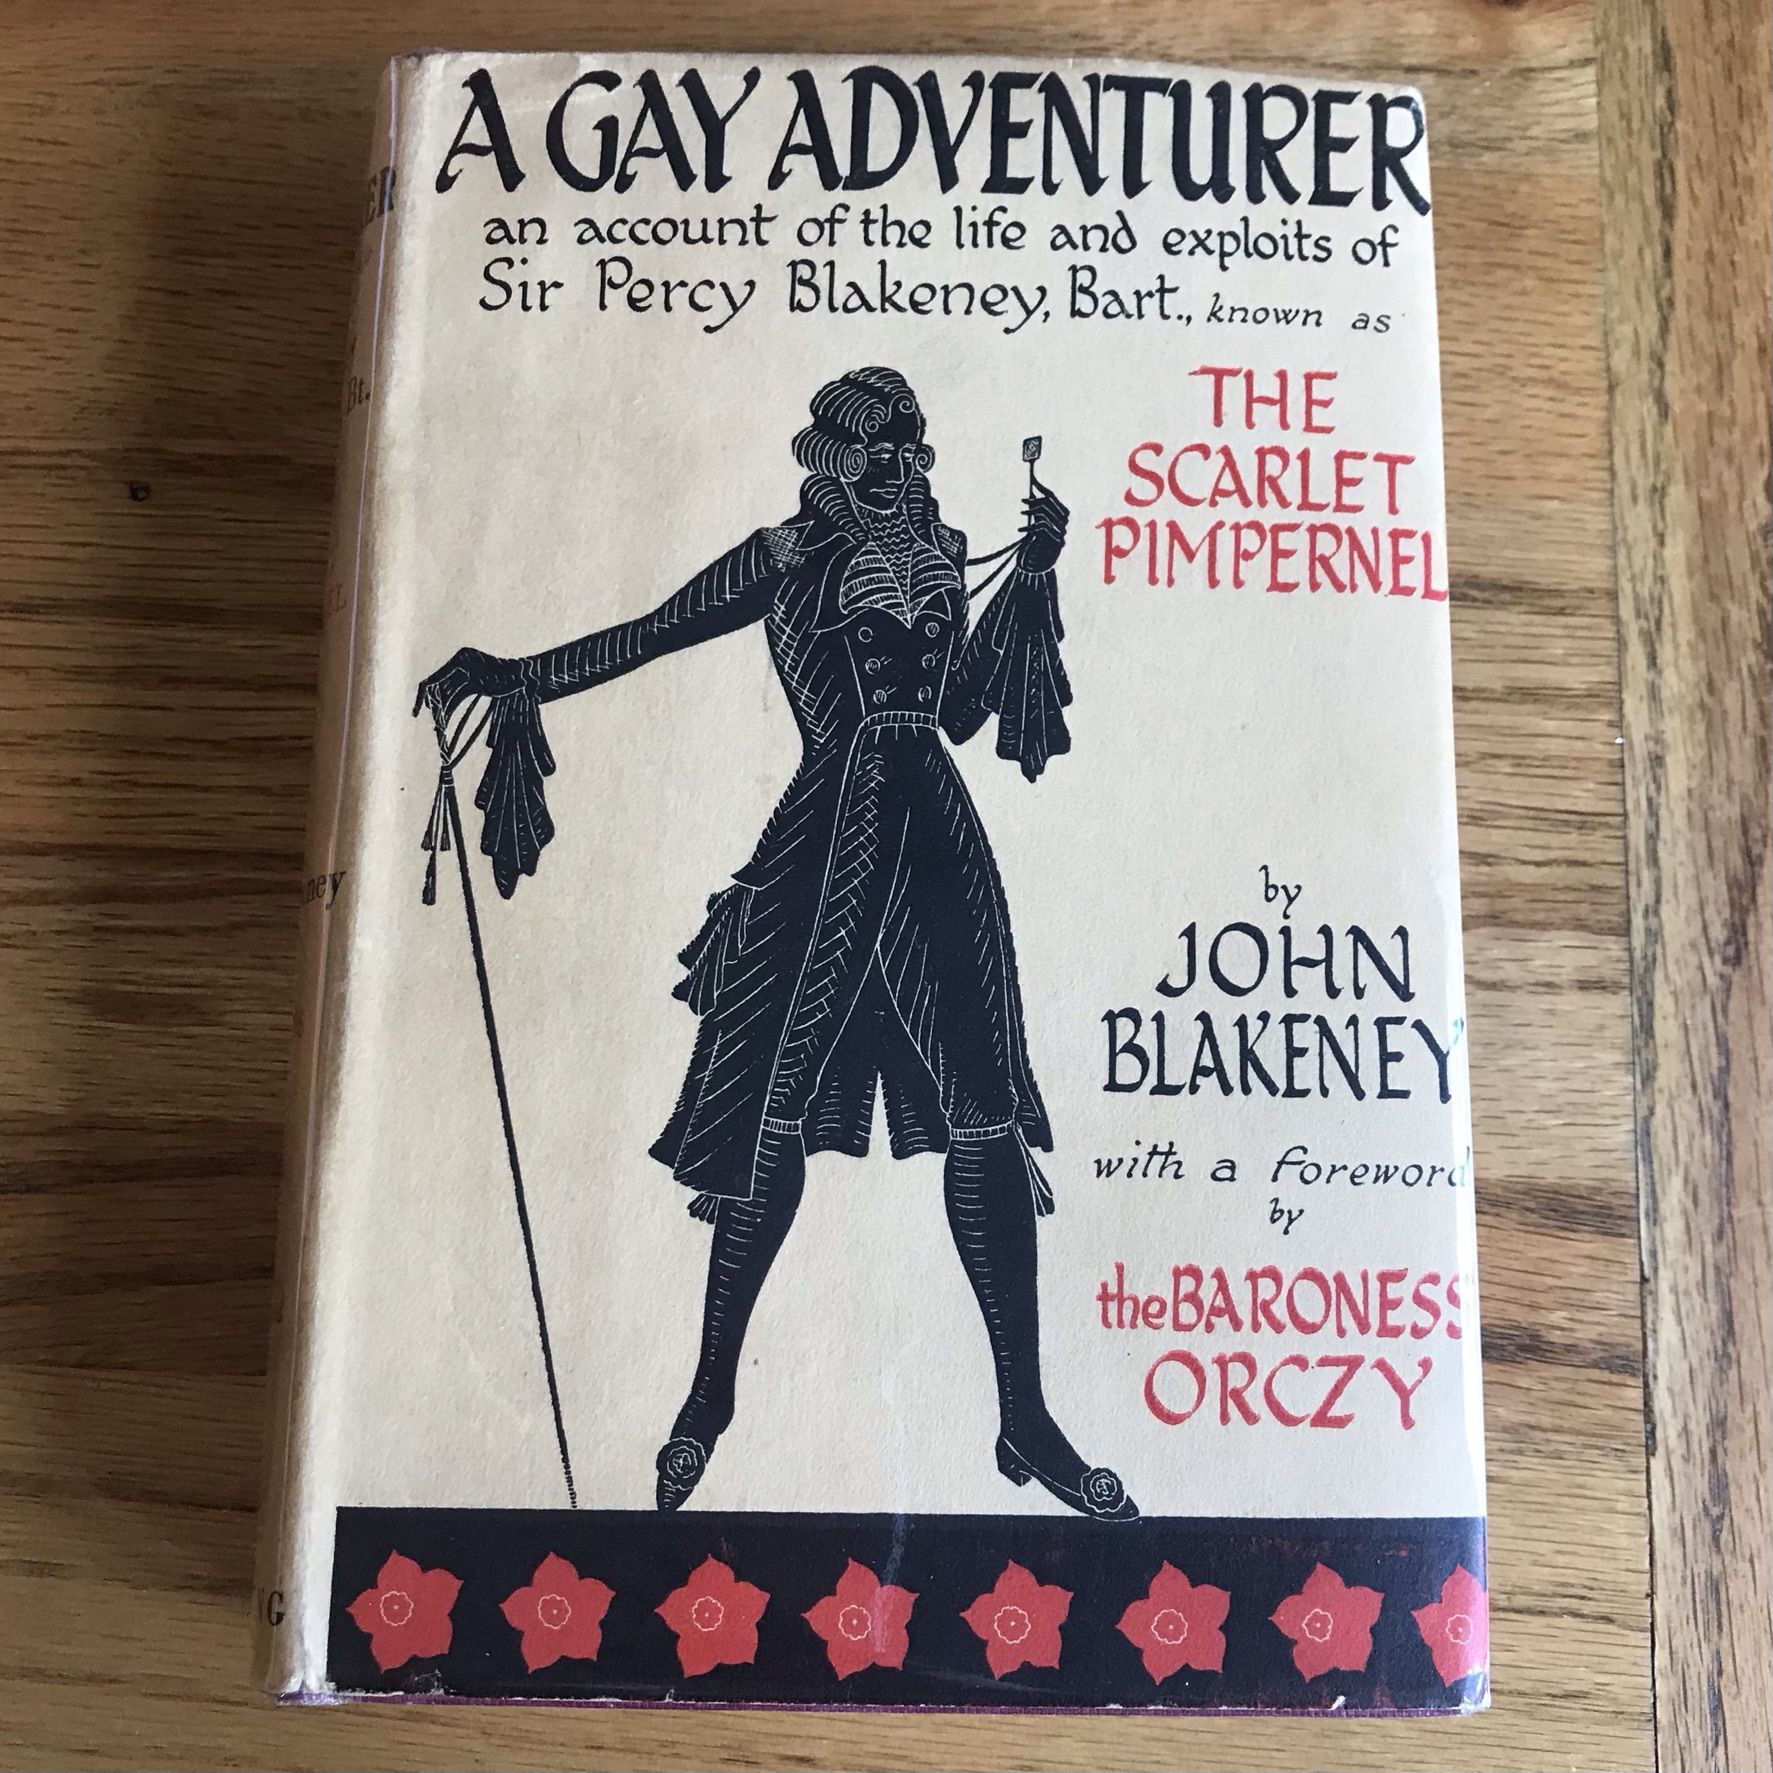 A GAY ADVENTURER
an account of the life and exploits of
Sir Percy Blakeney, Bart., known as
THE
SCARLET
PIMPERNEL
by
JOHN
BLAKENEY
with a foreword
by
the BARONESS
ORCZY
Bt.